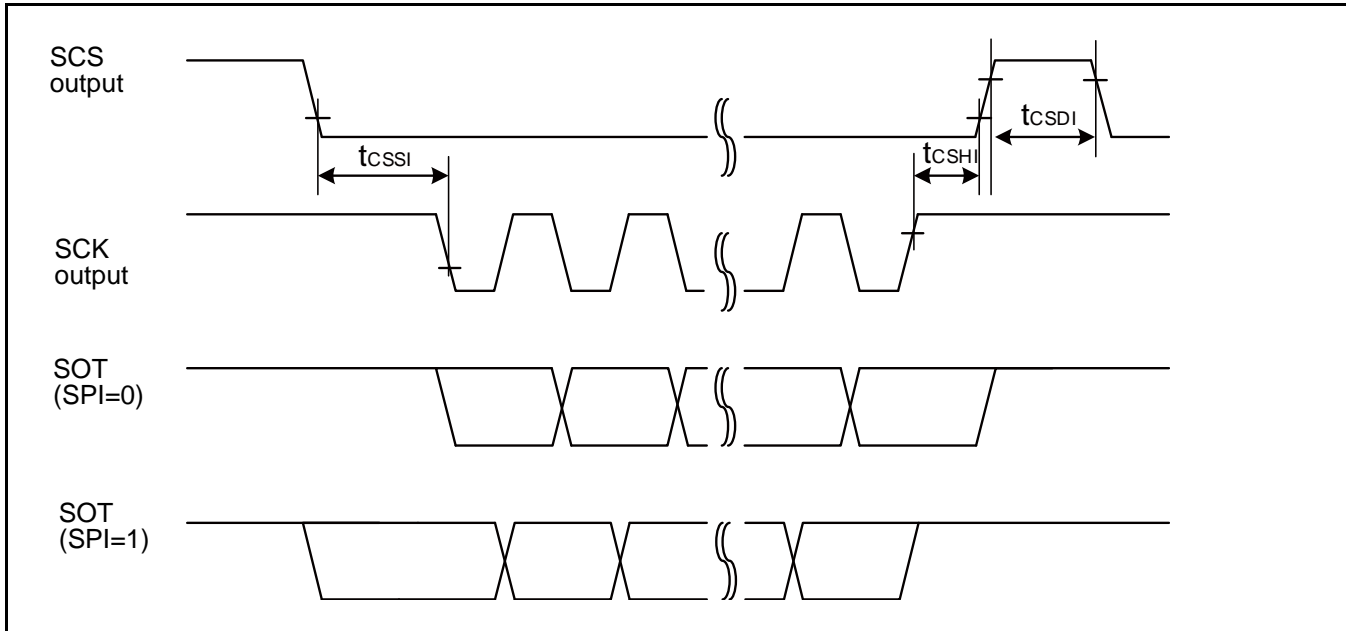 SCS
output
tCSSI
tCSHI
tCSDI
SCK
output
SOT
(SPI=0)
SOT
(SPI=1)